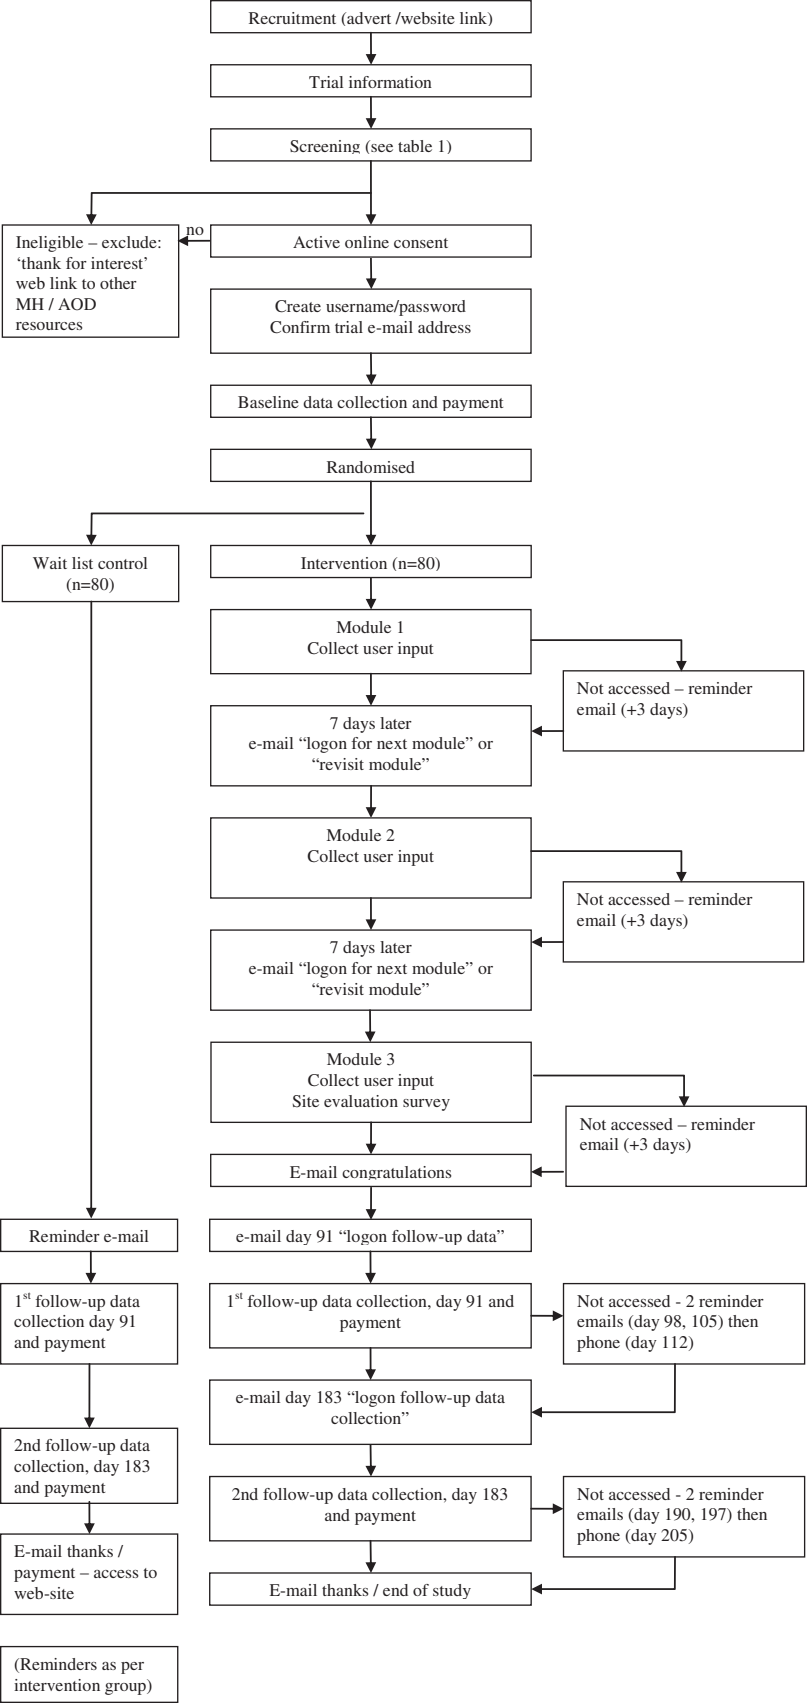 Recruitment (advert /website link)
Trial information
Screening (see table 1)
no
Ineligible – exclude:
‘thank for interest’
web link to other
MH / AOD
resources
Active online consent
Create username/password
Confirm trial e-mail address
Baseline data collection and payment
Randomised
Wait list control
(n=80)
Intervention (n=80)
Module 1
Collect user input
Not accessed – reminder
email (+3 days)
7 days later
e-mail “logon for next module” or
“revisit module”
Module 2
Collect user input
Not accessed – reminder
email (+3 days)
7 days later
e-mail “logon for next module” or
“revisit module”
Module 3
Collect user input
Site evaluation survey
Not accessed – reminder
email (+3 days)
E-mail congratulations
Reminder e-mail
e-mail day 91 “logon follow-up data”
1st follow-up data
collection day 91
and payment
1st follow-up data collection, day 91 and
payment
Not accessed - 2 reminder
emails (day 98, 105) then
phone (day 112)
e-mail day 183 “logon follow-up data
collection”
2nd follow-up data
collection, day 183
and payment
2nd follow-up data collection, day 183
and payment
Not accessed - 2 reminder
emails (day 190, 197) then
phone (day 205)
E-mail thanks /
payment – access to
web-site
E-mail thanks / end of study
(Reminders as per
intervention group)